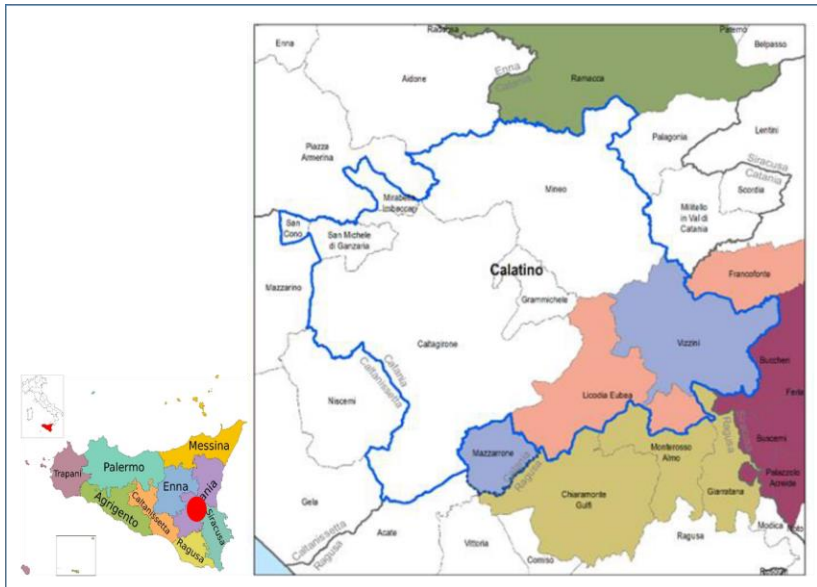 Enna
Aidone
Enna
Catania
Ramacca
Belpasso
Piazza
Armerina
Palagonia
Lentini
Mineo
Siracusa
Catania
Scordia
Mirabella
Imbaccari
Militello
in Val di
Catania
San
Cono
San Michele
di Ganzaria
Calatino
Francofonte
Mazzarino
Grammichele
Caltagirone
Vizzini
Buccheri
Catania
Caltanissetta
Niscemi
Licodia Eubea
Ragusa
Buscemi
Mazzarrone
Catania
Ragusa
Monterosso
Almo
Palazzolo
Acreide
Chiaramonte
Gulfi
Giarratana
Gela
Acate
Vittoria
Comiso
Ragusa
Modica
Caltanissetta
Ragusa
Messina
Palermo
Trapani
Enna
ania
Agrigento
Caltanissetta
Siracusa
Ragusa